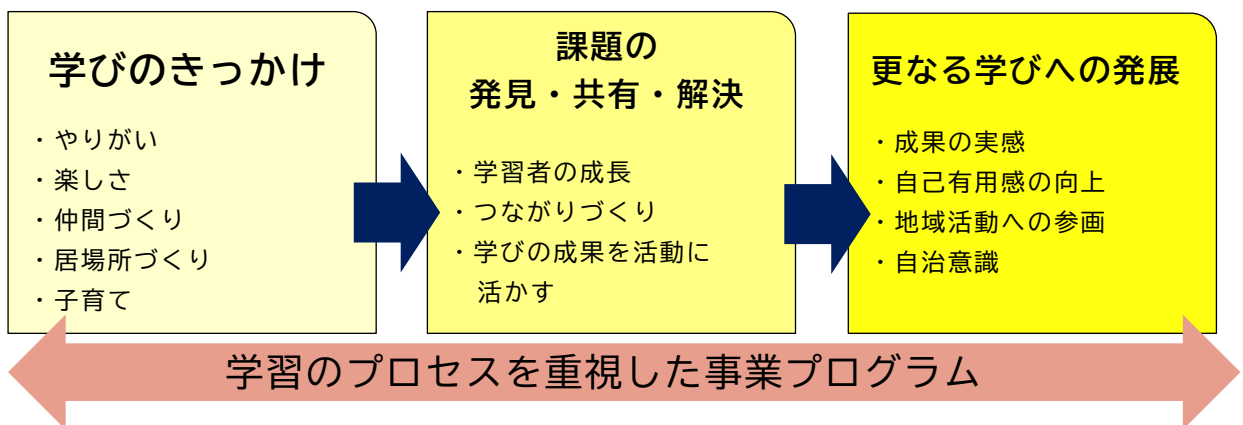 学びのきっかけ
・やりがい
・楽しさ
・仲間づくり
・居場所づくり
・子育て
課題の
発見・共有・解決
・学習者の成長
・つながりづくり
・学びの成果を活動に
活かす
更なる学びへの発展
・成果の実感
・自己有用感の向上
・地域活動への参画
・自治意識
学習のプロセスを重視した事業プログラム